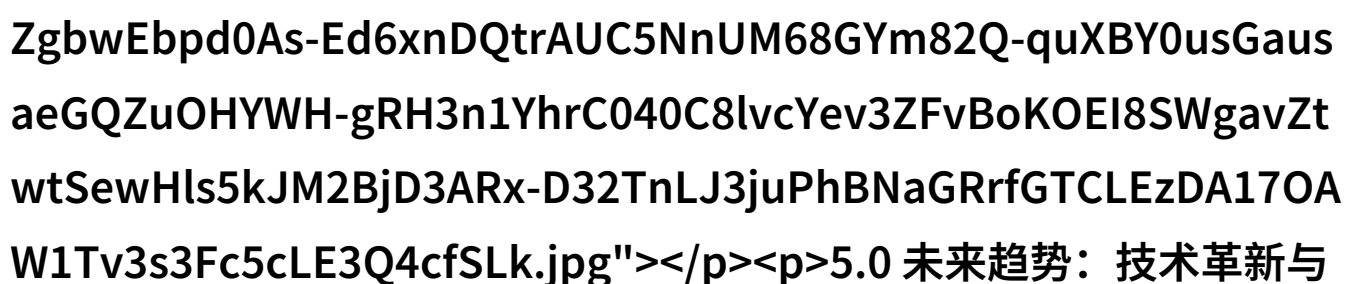 ZgbwEbpd0As-Ed6xnDQtrAUC5NnUM68GYm82Q-quXBY0usGaus
aeGQZuOHYWH-gRH3n1YhrC040C8lvcYev3ZFvBoKOEI8SWgavZt
wtSewHls5kJM2BjD3ARx-D32TnLJ3juPhBNaGRrfGTCLEzDA17OA
W1Tv3s3Fc5cLE3Q4cfSLk.jpg"></p><p>5.0 未来趋势：技术革新与